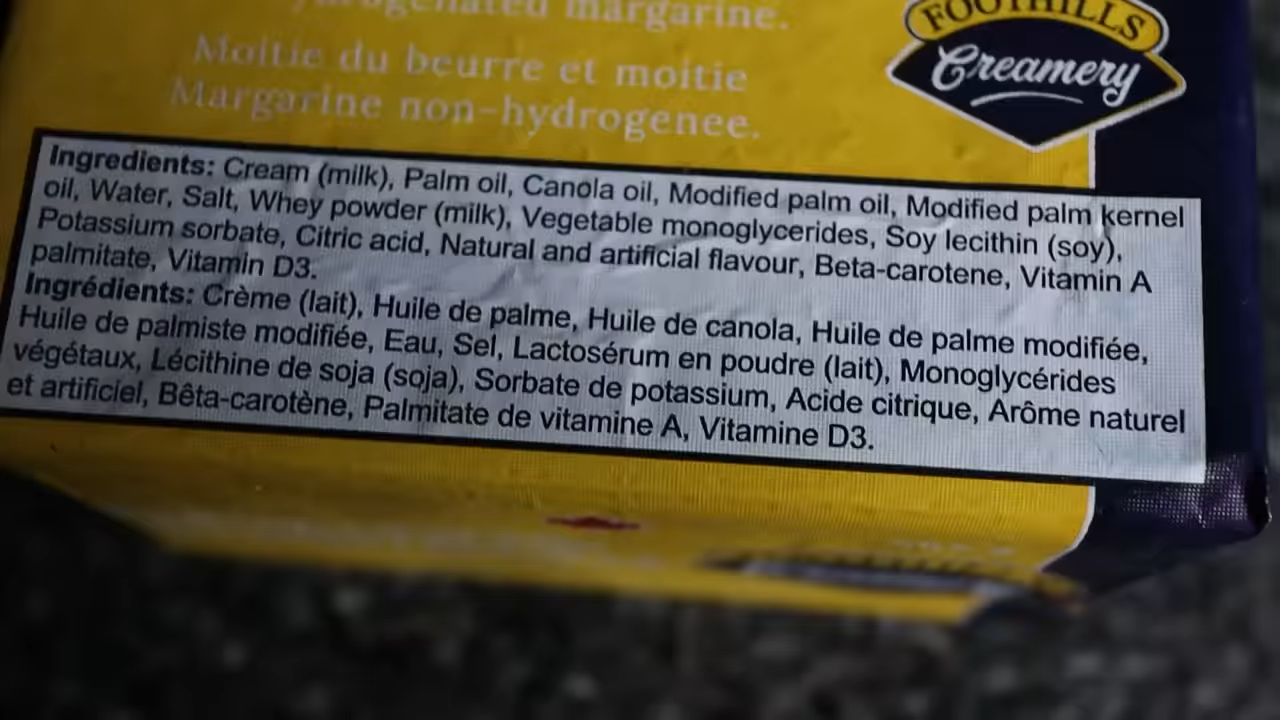 margarine.
FOOTHILLS
Creamery
Moitie du beurre et moitie
Margarine non-hydrogenee.
Ingredients: Cream (milk), Palm oil, Canola oil, Modified palm oil, Modified palm kernel
oil, Water, Salt, Whey powder (milk), Vegetable monoglycerides, Soy lecithin (soy),
Potassium sorbate, Citric acid, Natural and artificial flavour, Beta-carotene, Vitamin A
palmitate, Vitamin D3.
Ingrédients: Crème (lait), Huile de palme, Huile de canola, Huile de palme modifiée,
Huile de palmiste modifiée, Eau, Sel, Lactosérum en poudre (lait), Monoglycérides
végétaux, Lécithine de soja (soja), Sorbate de potassium, Acide citrique, Arôme naturel
et artificiel, Bêta-carotène, Palmitate de vitamine A, Vitamine D3.